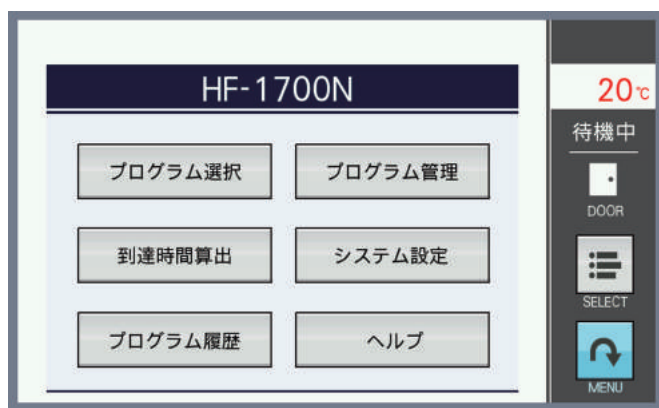 HF-1700N
プログラム選択
プログラム管理
到達時間算出
システム設定
プログラム履歴
ヘルプ
20℃
待機中
DOOR
SELECT
MENU